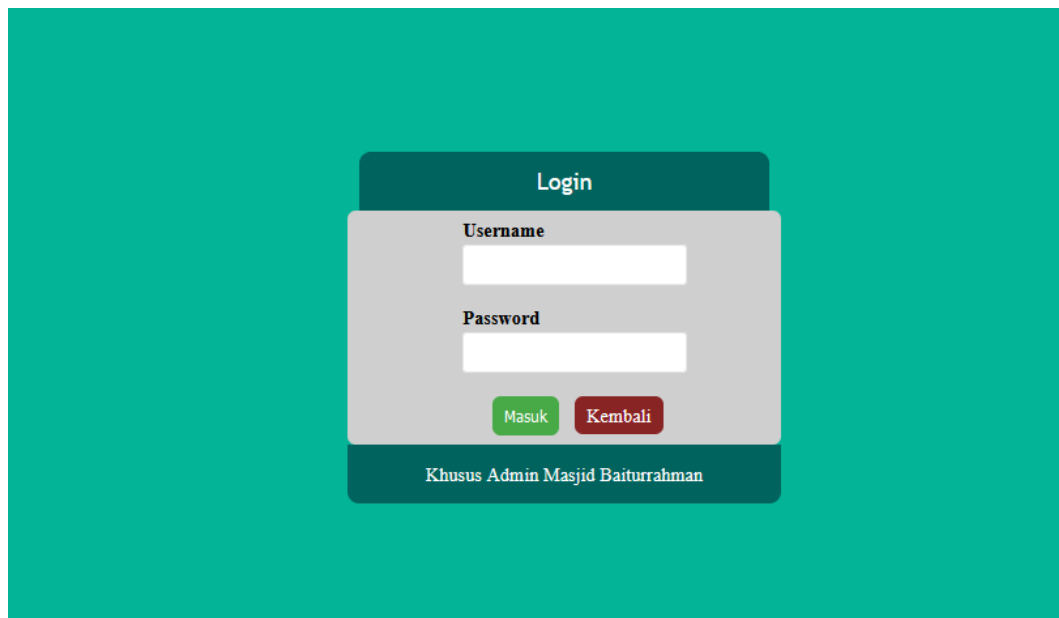 Login
Username
Password
Masuk Kembali
Khusus Admin Masjid Baiturrahman